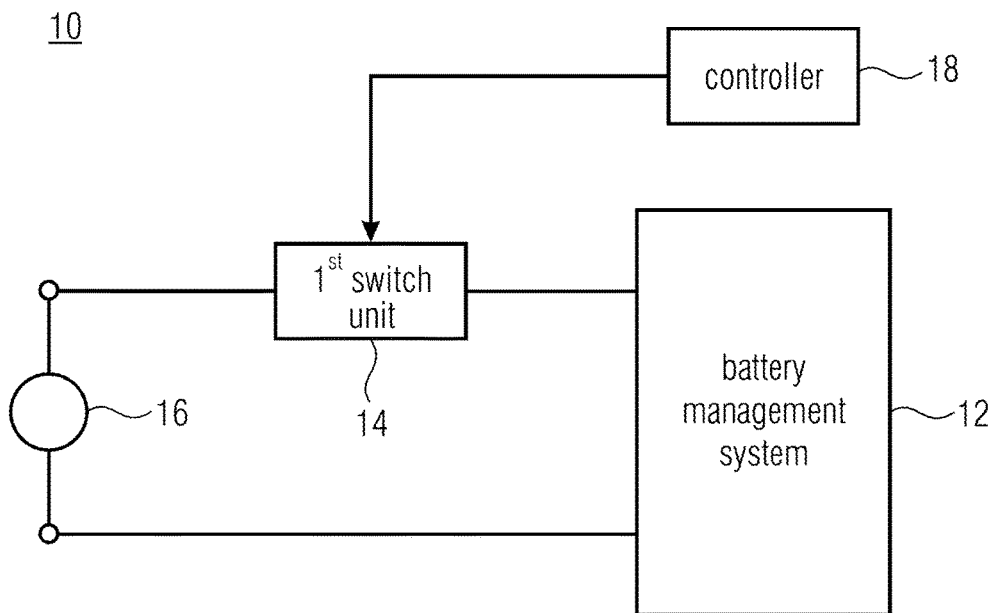 10
controller
18
1st switch
unit
14
16
battery
management
system
12